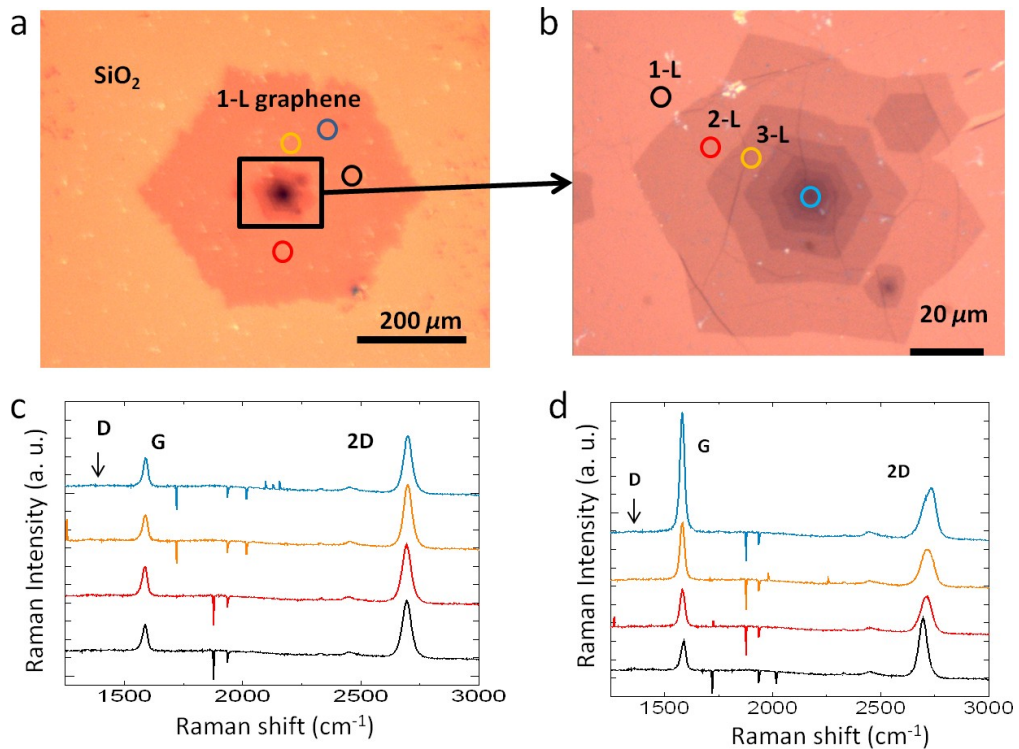 a
SiO2
1-L graphene
200 μm
b
1-L
2-L
3-L
20 μm
c
D
G
2D
Raman Intensity (a. u.)
1500 2000 2500 3000
Raman shift (cm-1)
d
D
G
2D
Raman Intensity (a. u.)
1500 2000 2500 3000
Raman shift (cm-1)